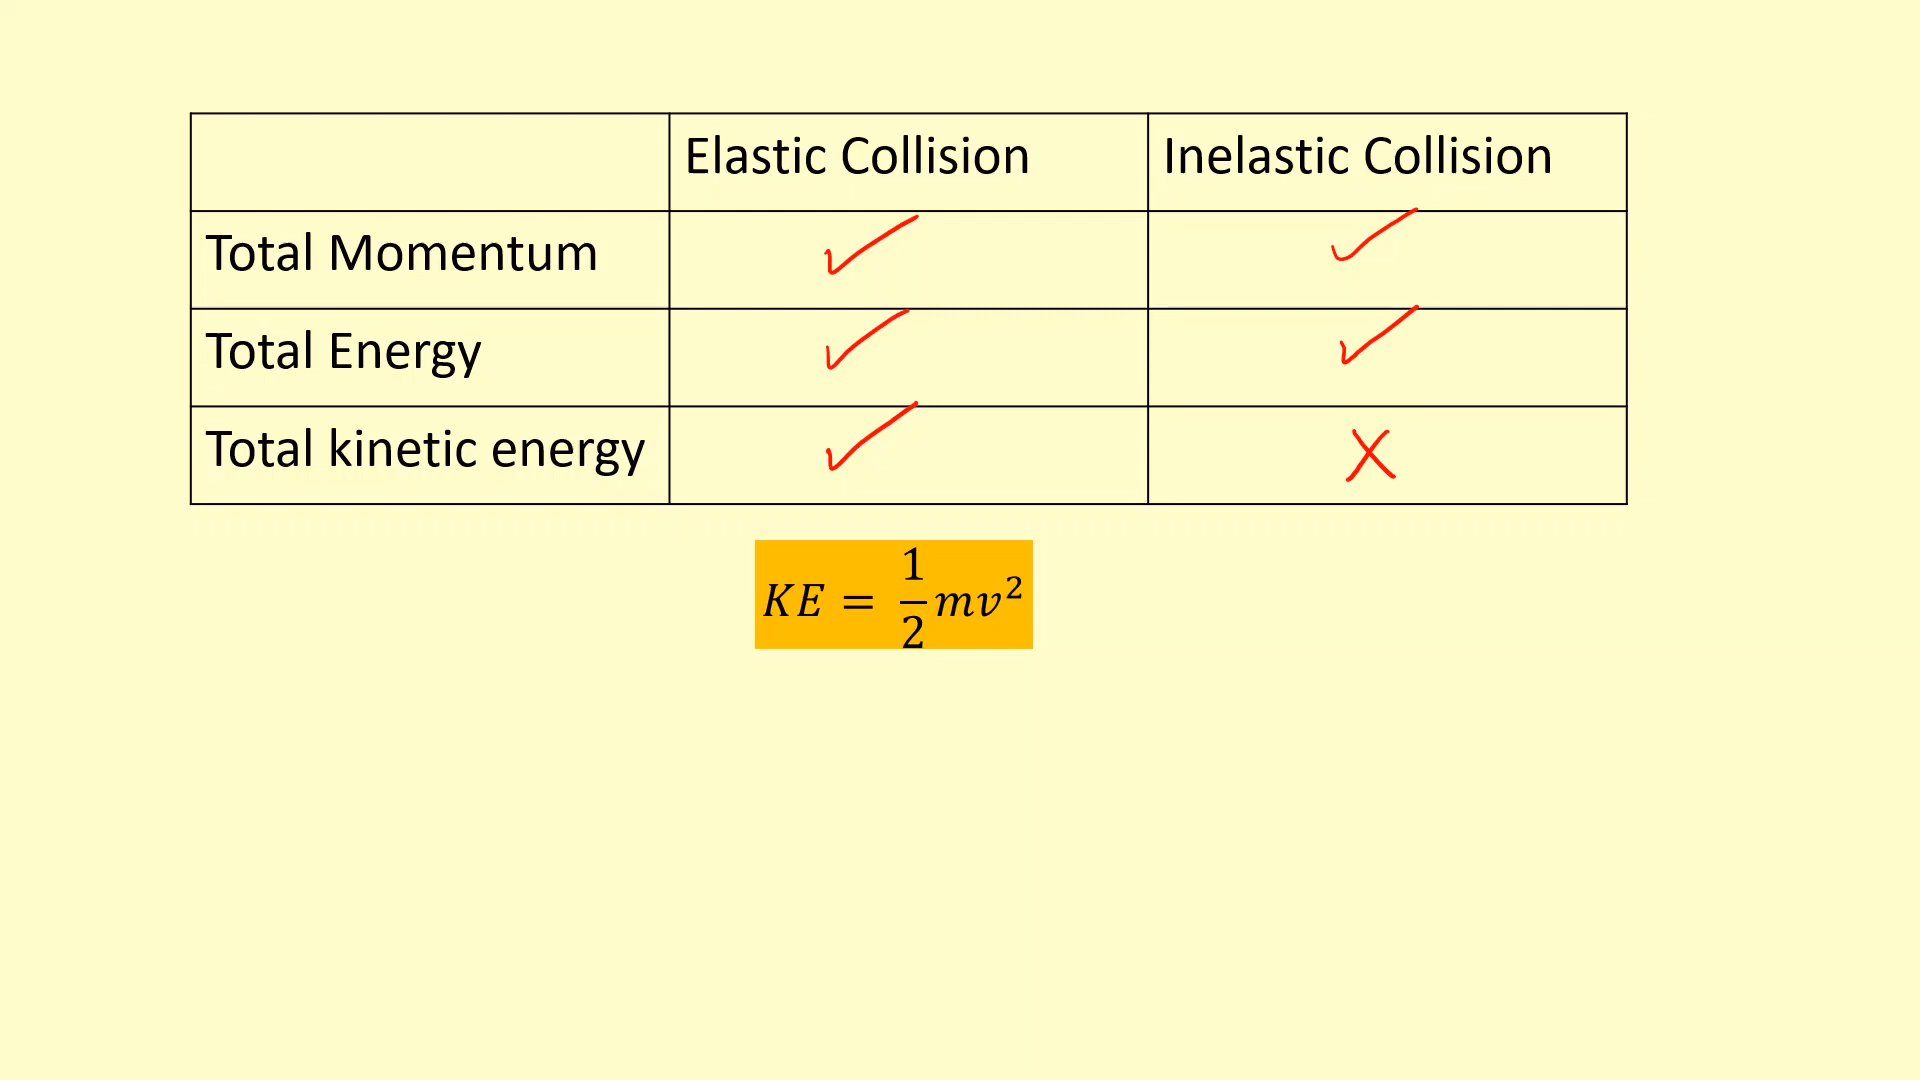 Elastic Collision Inelastic Collision
Total Momentum ✓ ✓
Total Energy ✓ ✓
Total kinetic energy ✓ X
KE = 1/2 mv²